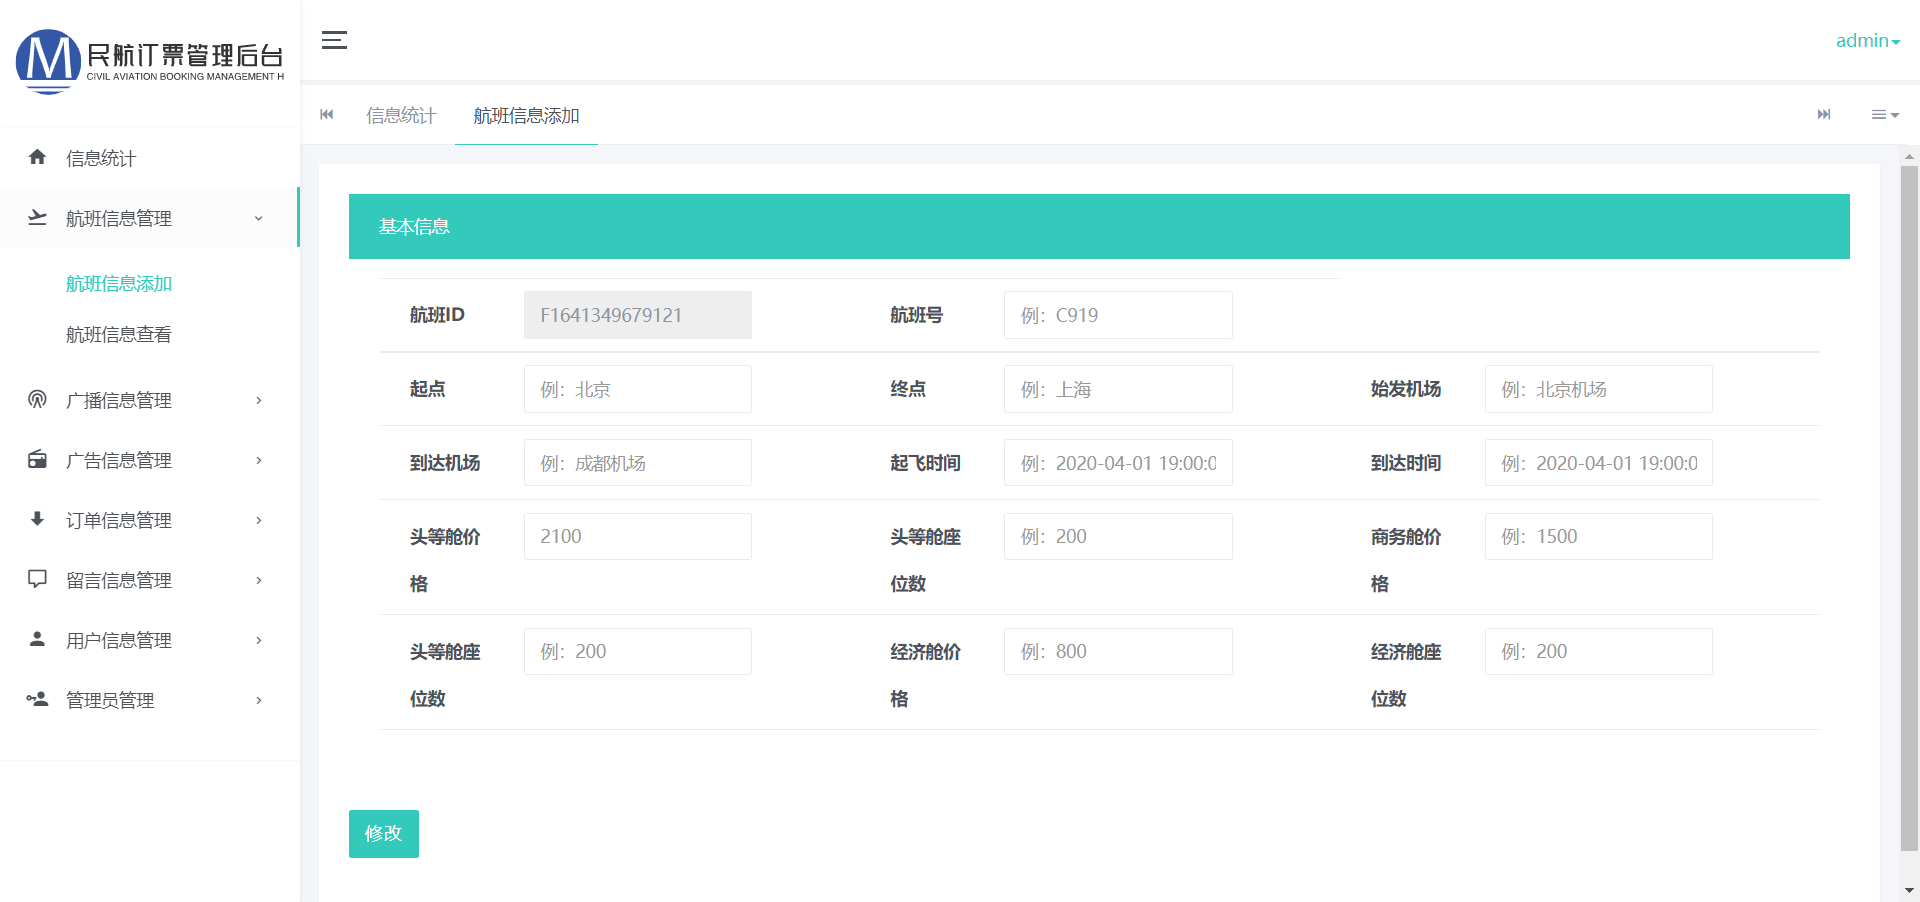 民航订票管理后台
CIVIL AVIATION BOOKING MANAGEMENT H
admin
信息统计
航班信息添加
信息统计
航班信息管理
航班信息添加
航班信息查看
广播信息管理
广告信息管理
订单信息管理
留言信息管理
用户信息管理
管理员管理
基本信息
航班ID F1641349679121 航班号 例：C919
起点 例：北京 终点 例：上海 始发机场 例：北京机场
到达机场 例：成都机场 起飞时间 例：2020-04-01 19:00:0 到达时间 例：2020-04-01 19:00:0
头等舱价格 2100 头等舱座位数 例：200 商务舱价格 例：1500
头等舱座位数 例：200 经济舱价格 例：800 经济舱座位数 例：200
修改